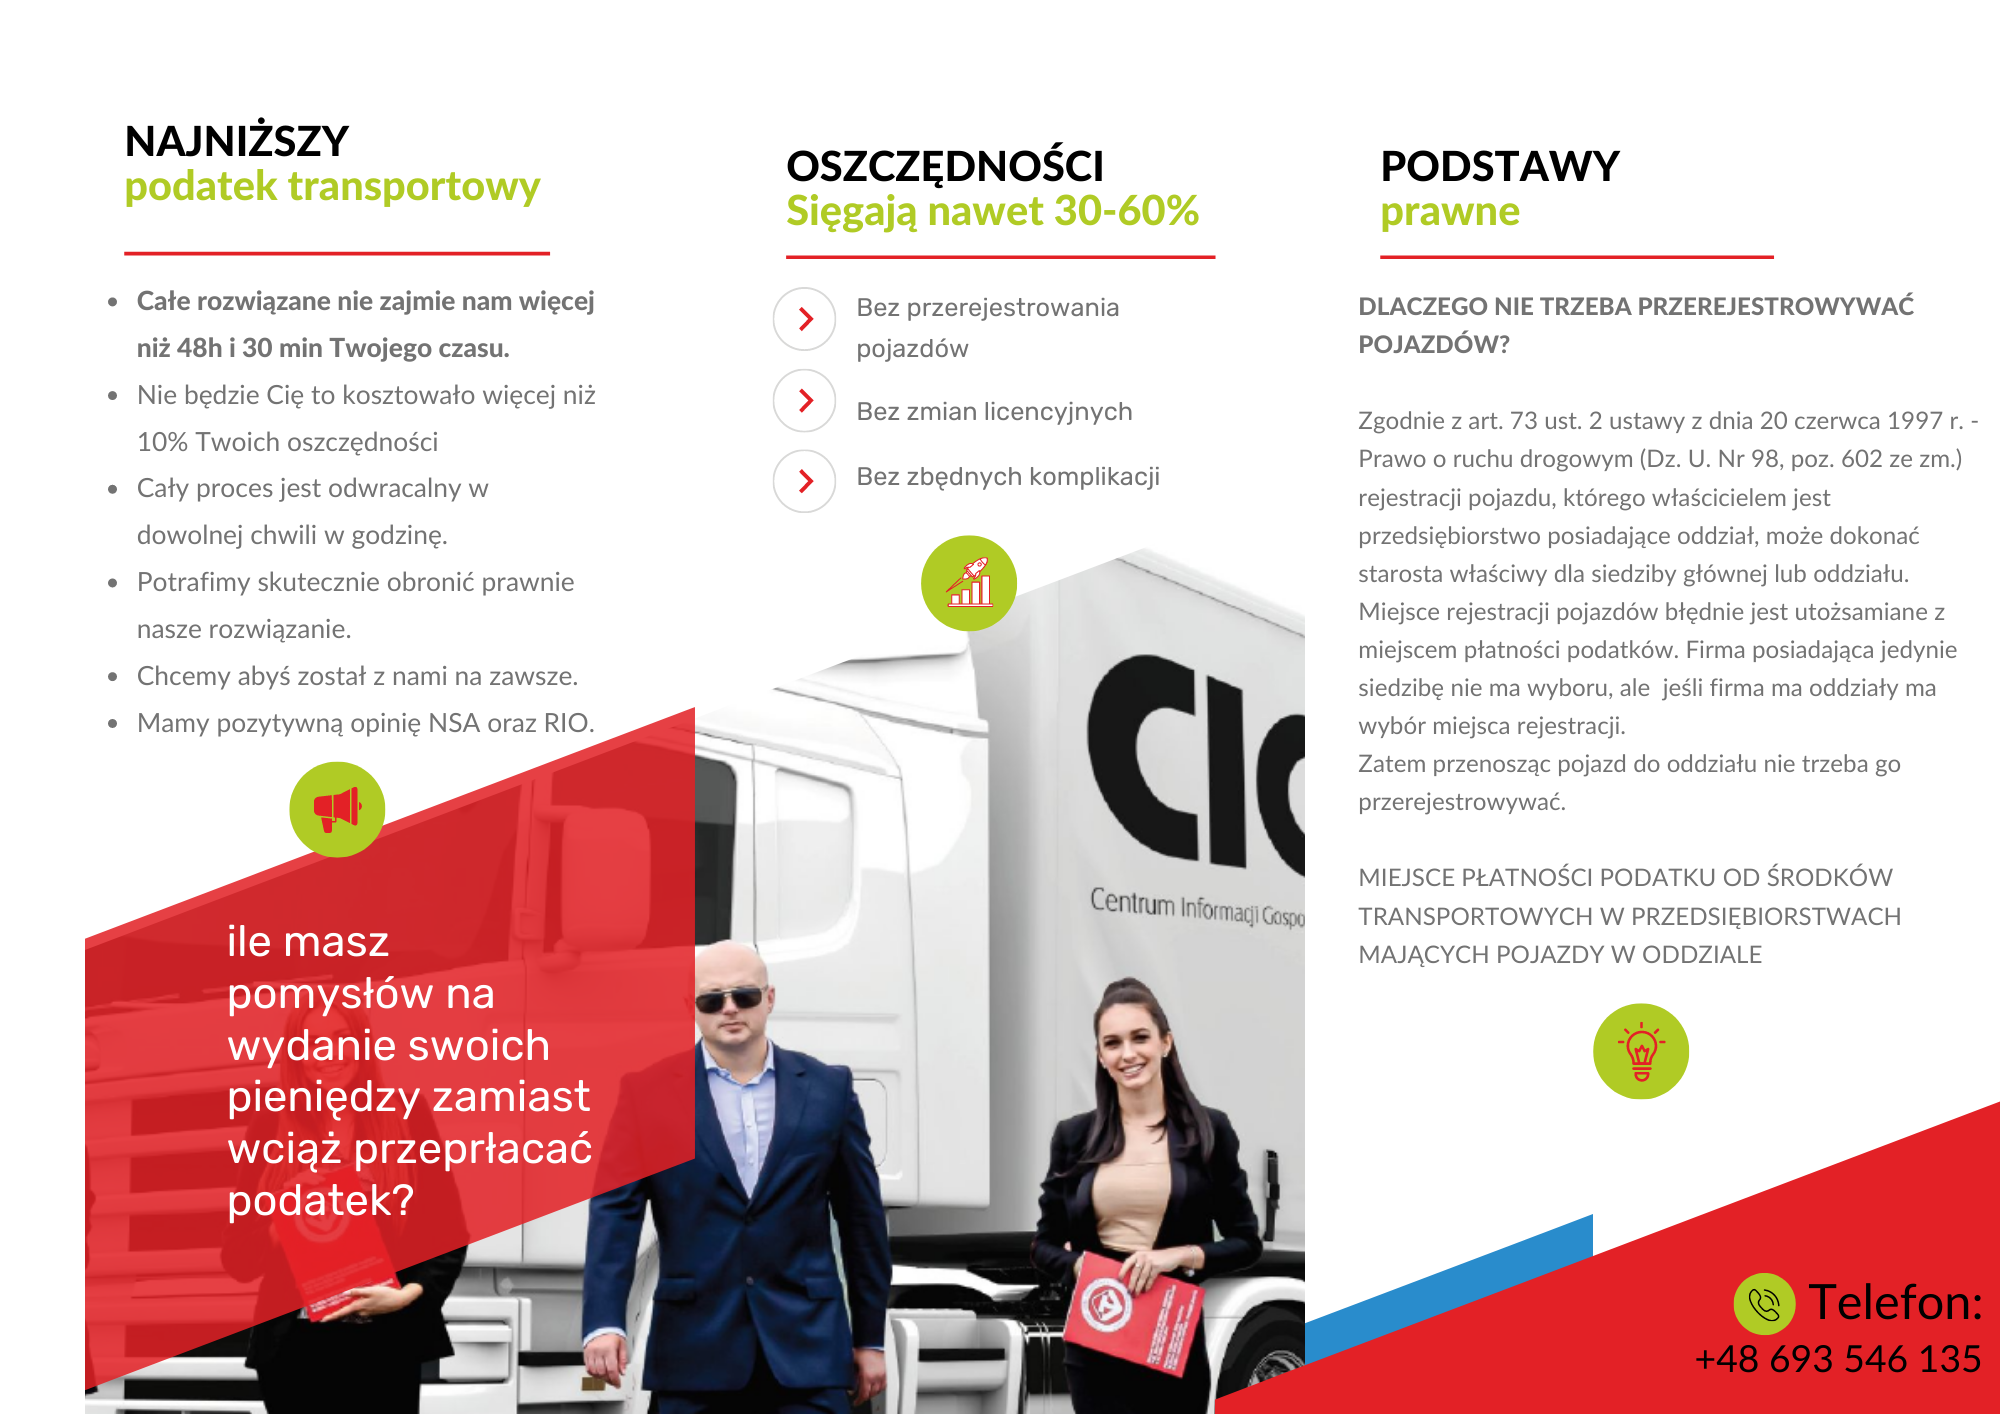 NAJNIŻSZY
podatek transportowy
• Całe rozwiązane nie zajmie nam więcej
niż 48h i 30 min Twojego czasu.
• Nie będzie Cię to kosztowało więcej niż
10% Twoich oszczędności
• Cały proces jest odwracalny w
dowolnej chwili w godzinę.
• Potrafimy skutecznie obronić prawnie
nasze rozwiązanie.
• Chcemy abyś został z nami na zawsze.
• Mamy pozytywną opinię NSA oraz RIO.
ile masz
pomysłów na
wydanie swoich
pieniędzy zamiast
wciąż przeprłacać
podatek?
OSZCZĘDNOŚCI
Sięgają nawet 30-60%
Bez przerejestrowania
pojazdów
Bez zmian licencyjnych
Bez zbędnych komplikacji
CIG
Centrum Informacji Gospo
PODSTAWY
prawne
DLACZEGO NIE TRZEBA PRZEREJESTROWYWAĆ
POJAZDÓW?
Zgodnie z art. 73 ust. 2 ustawy z dnia 20 czerwca 1997 r. -
Prawo o ruchu drogowym (Dz. U. Nr 98, poz. 602 ze zm.)
rejestracji pojazdu, którego właścicielem jest
przedsiębiorstwo posiadające oddział, może dokonać
starosta właściwy dla siedziby głównej lub oddziału.
Miejsce rejestracji pojazdów błędnie jest utożsamiane z
miejscem płatności podatków. Firma posiadająca jedynie
siedzibę nie ma wyboru, ale  jeśli firma ma oddziały ma
wybór miejsca rejestracji.
Zatem przenosząc pojazd do oddziału nie trzeba go
przerejestrowywać.
MIEJSCE PŁATNOŚCI PODATKU OD ŚRODKÓW
TRANSPORTOWYCH W PRZEDSIĘBIORSTWACH
MAJĄCYCH POJAZDY W ODDZIALE
Telefon:
+48 693 546 135